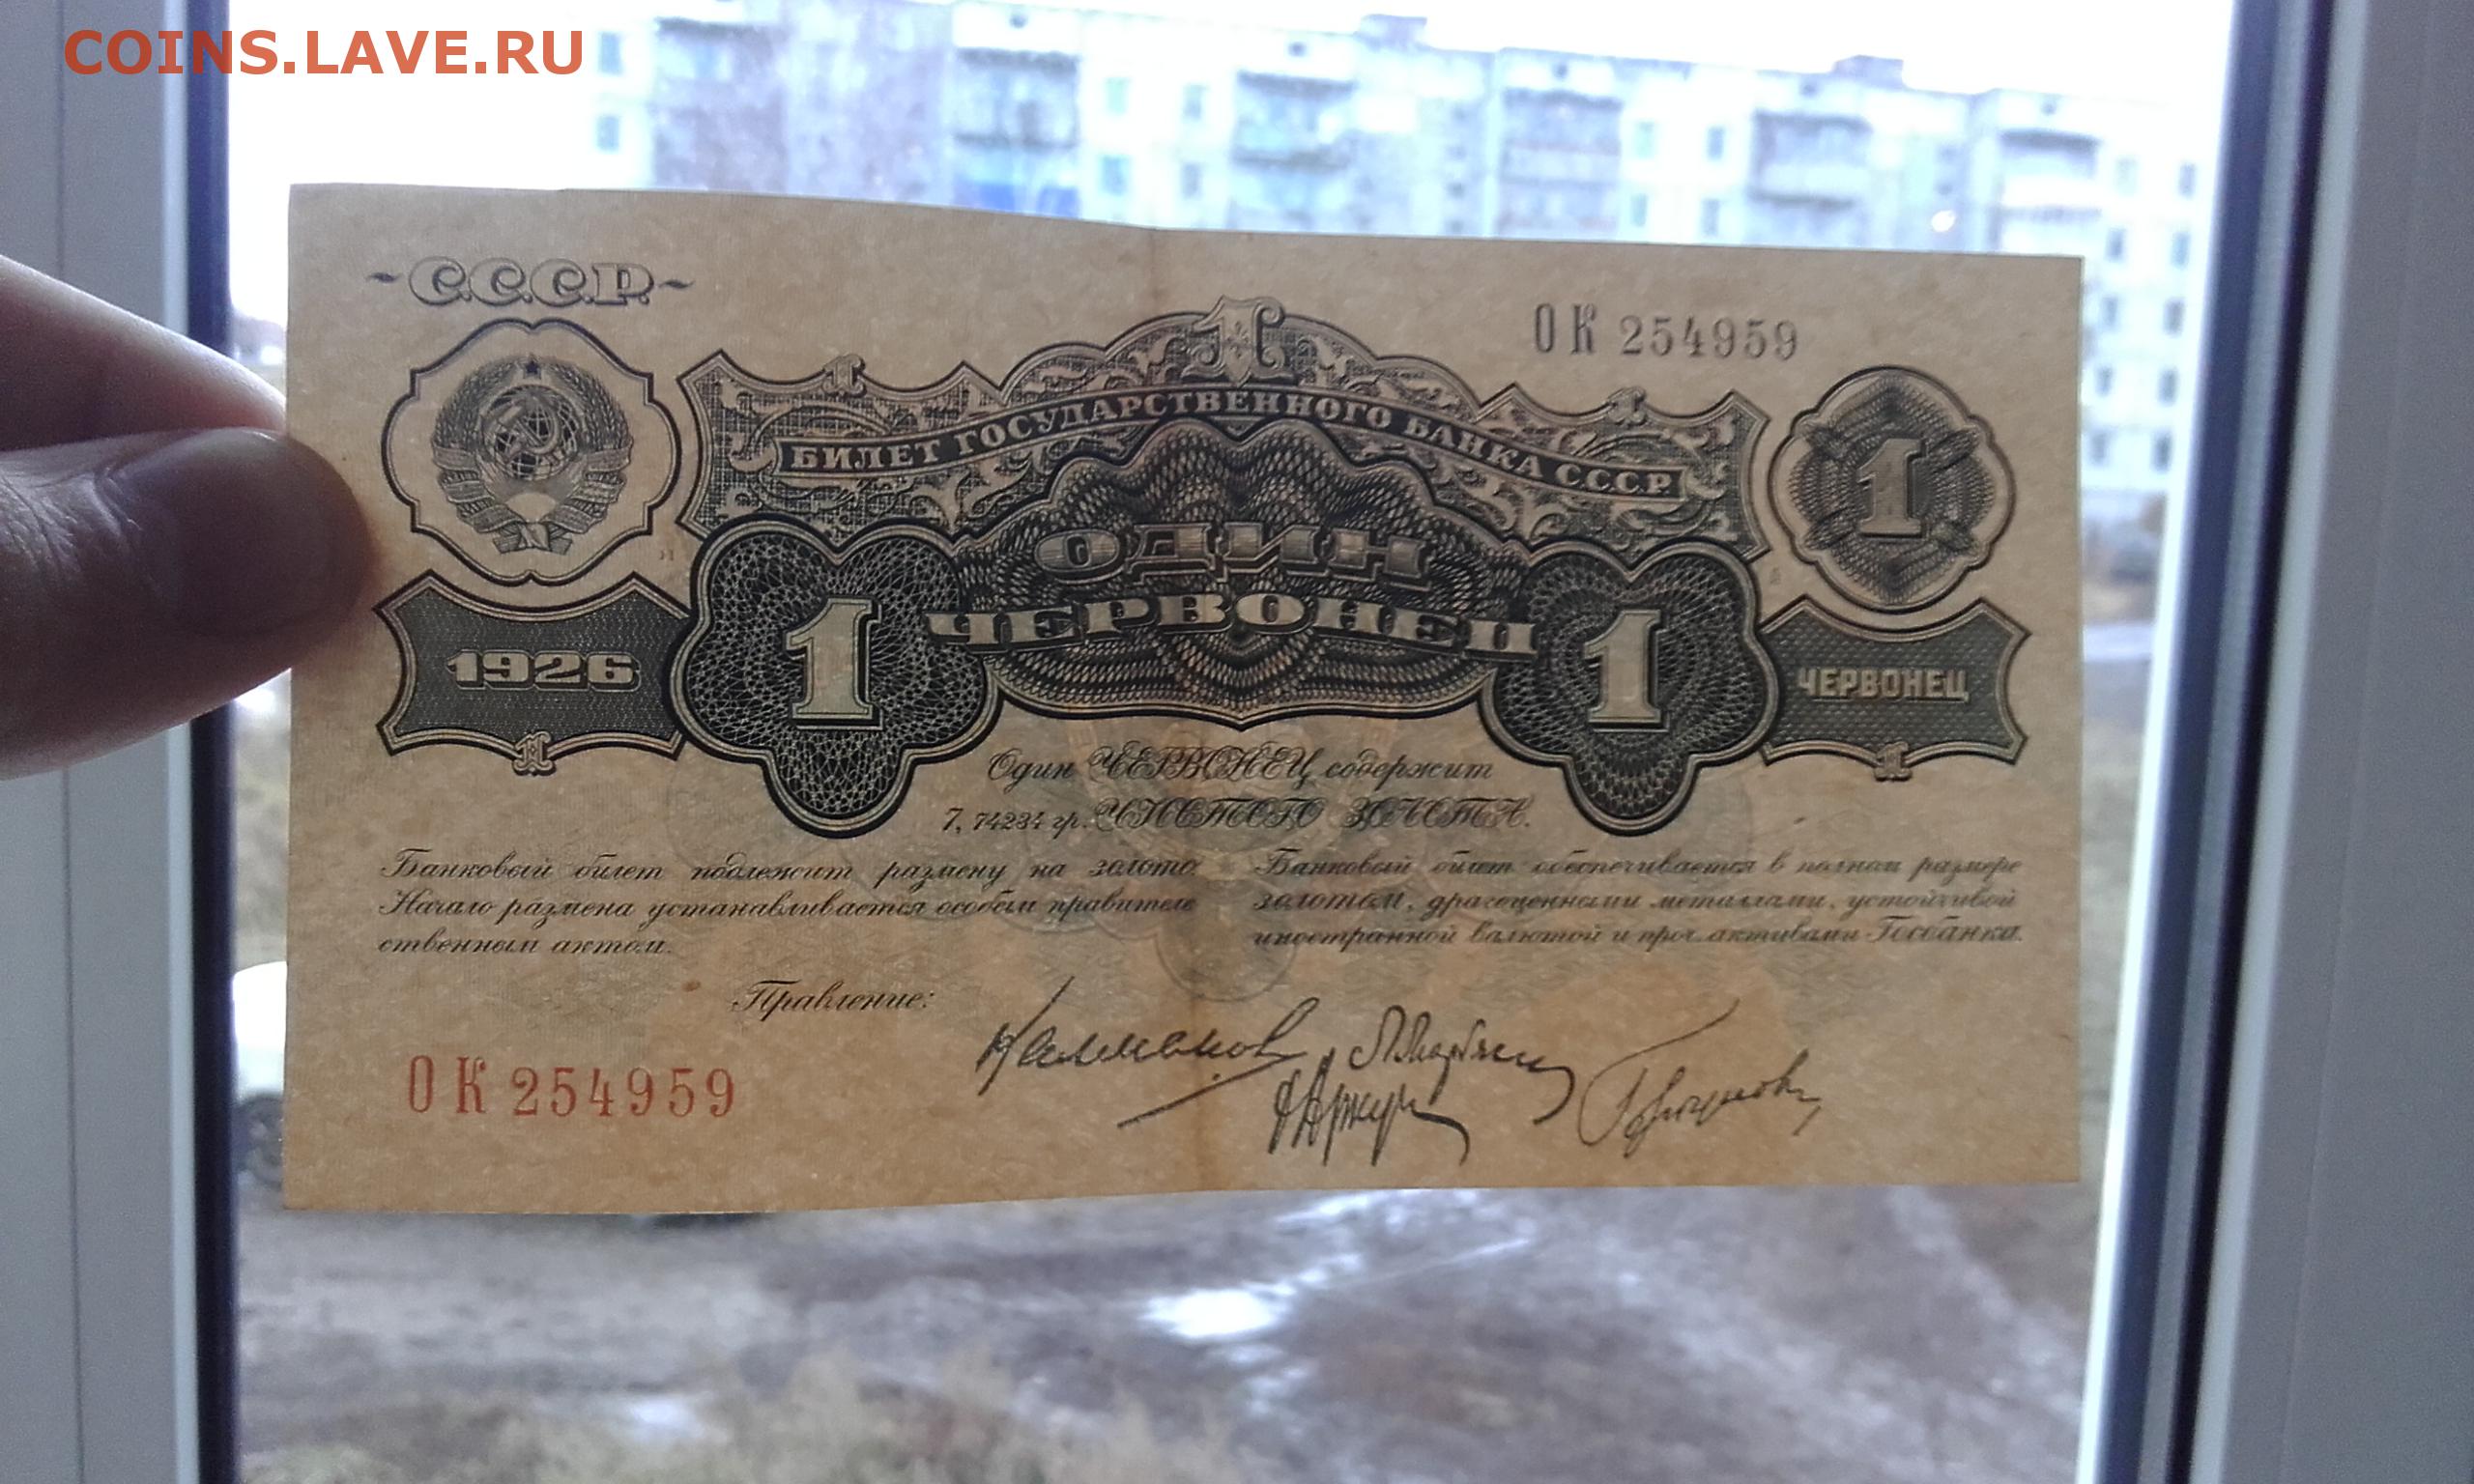 COINS.LAVE.RU
С.С.С.Р.
ОК 254959
1
БИЛЕТ ГОСУДАРСТВЕННОГО БАНКА С.С.С.Р.
1
ОДИН
ЧЕРВОНЕЦ
1926
1
1
ЧЕРВОНЕЦ
Один ЧЕРВОНЕЦ содержит
7,74234 гр. ЧИСТОГО ЗОЛОТА.
Банковый билет подлежит размену на золото.
Начало размена устанавливается особым правитель
ственным актом.
Банковый билет обеспечивается в полном размере
золотом, драгоценными металлами, устойчивой
иностранной валютой и проч. активами Госбанка.
Правление:
Калманович
ОК 254959